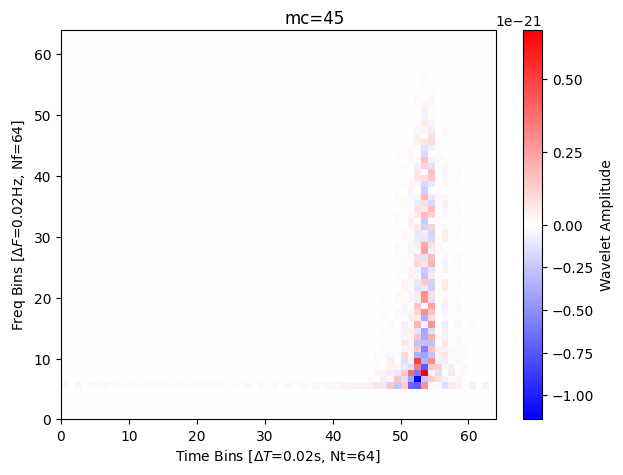 mc=45
1e−21
60
50
40
30
20
10
0
Freq Bins [ΔF=0.02Hz, Nf=64]
0 10 20 30 40 50 60
Time Bins [ΔT=0.02s, Nt=64]
0.50
0.25
0.00
−0.25
−0.50
−0.75
−1.00
Wavelet Amplitude